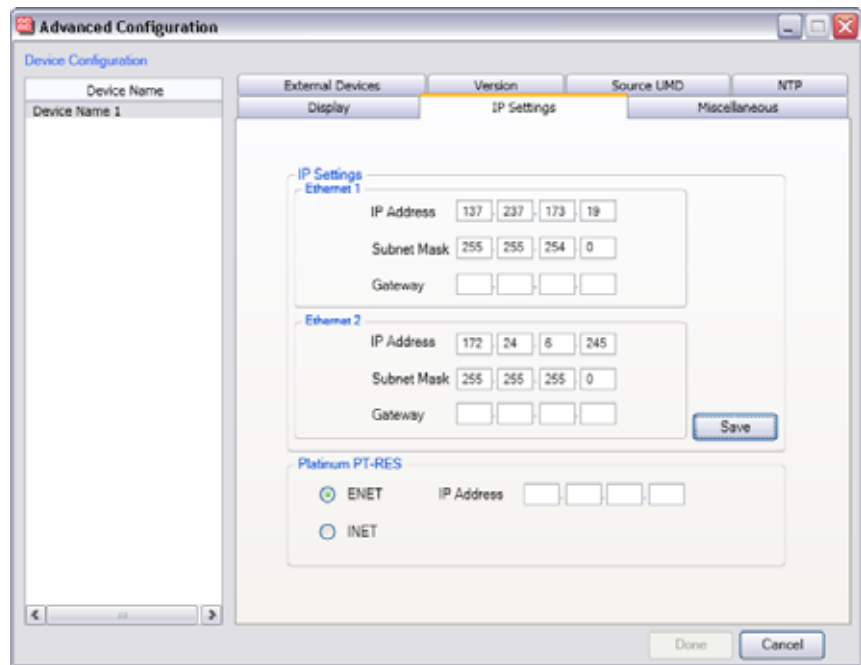 Advanced Configuration
Device Configuration
Device Name
Device Name 1
External Devices Version Source UMD NTP
Display IP Settings Miscellaneous
IP Settings
Ethernet 1
IP Address 137 . 237 . 173 . 19
Subnet Mask 255 . 255 . 254 . 0
Gateway . . .
Ethernet 2
IP Address 172 . 24 . 6 . 245
Subnet Mask 255 . 255 . 255 . 0
Gateway . . .
Save
Platinum PT-RES
ENET IP Address . . .
INET
Done Cancel